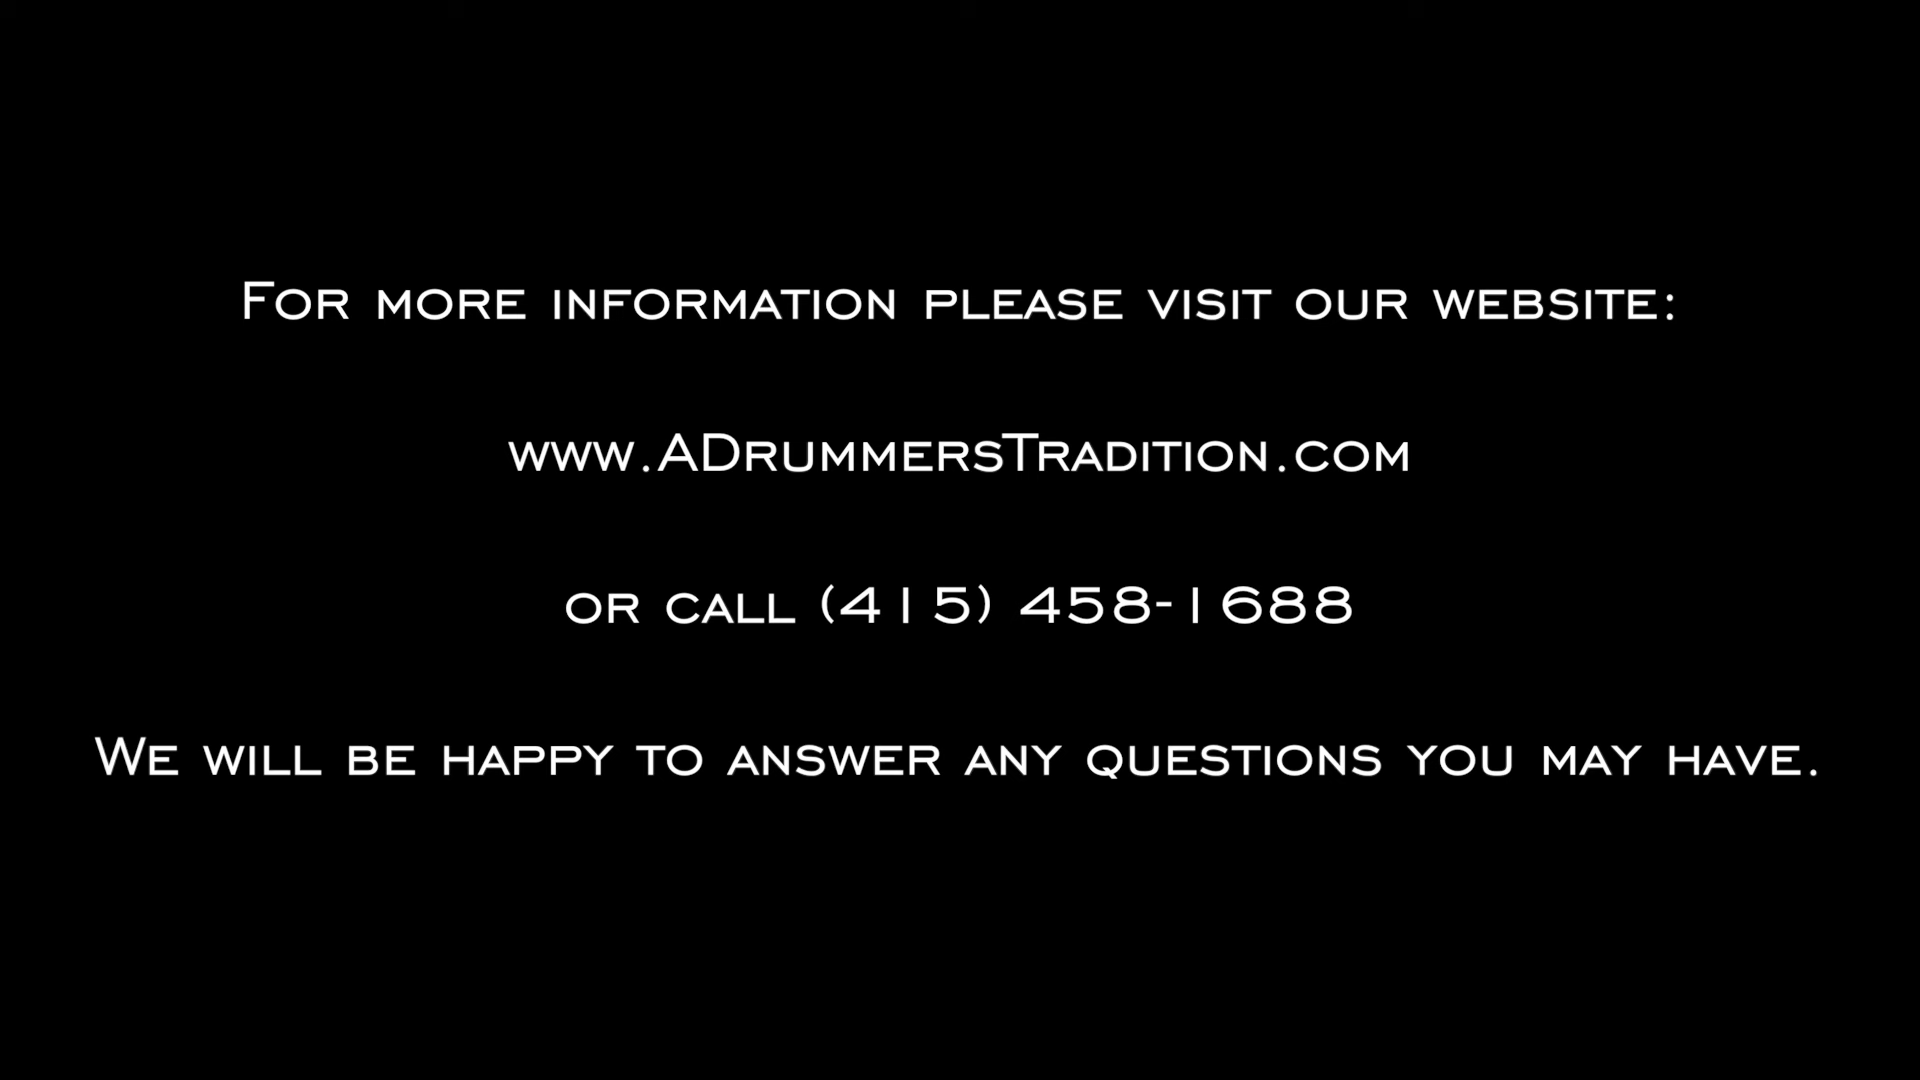 For more information please visit our website:
www.ADrummersTradition.com
or call (415) 458-1688
We will be happy to answer any questions you may have.